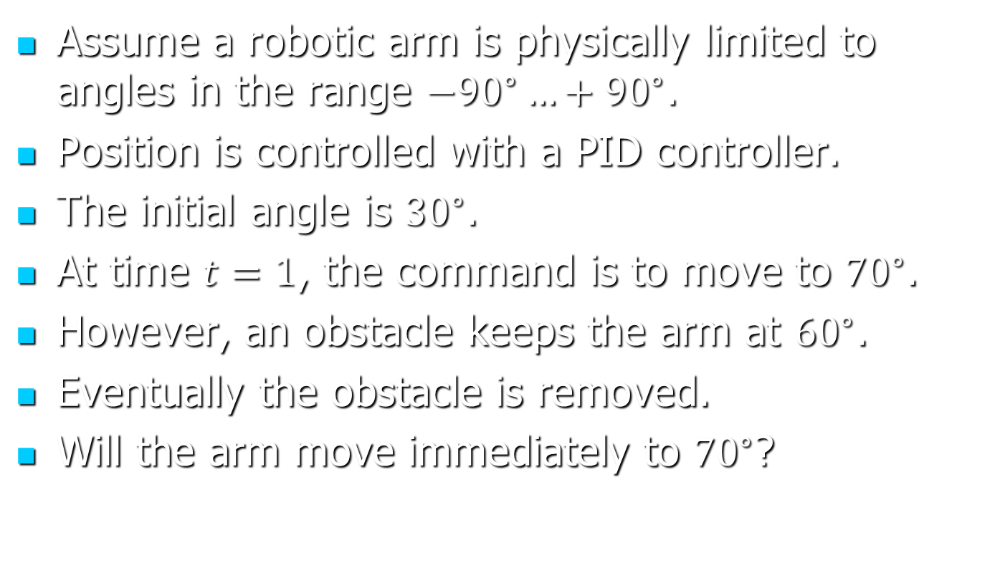 Assume a robotic arm is physically limited to
angles in the range −90° … + 90°.
Position is controlled with a PID controller.
The initial angle is 30°.
At time t = 1, the command is to move to 70°.
However, an obstacle keeps the arm at 60°.
Eventually the obstacle is removed.
Will the arm move immediately to 70°?